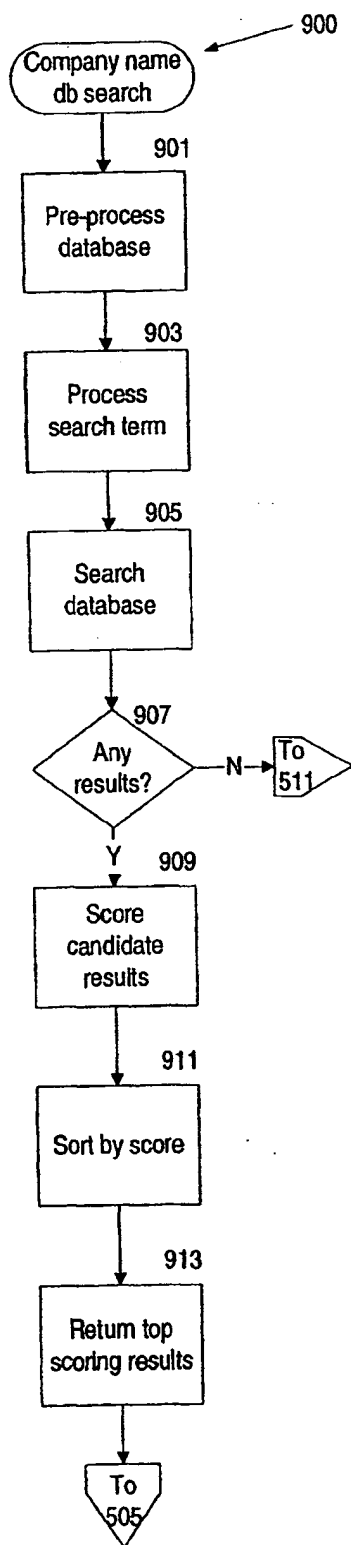 900
Company name
db search
901
Pre-process
database
903
Process
search term
905
Search
database
907
Any
results?
N
To
511
Y
909
Score
candidate
results
911
Sort by score
913
Return top
scoring results
To
505